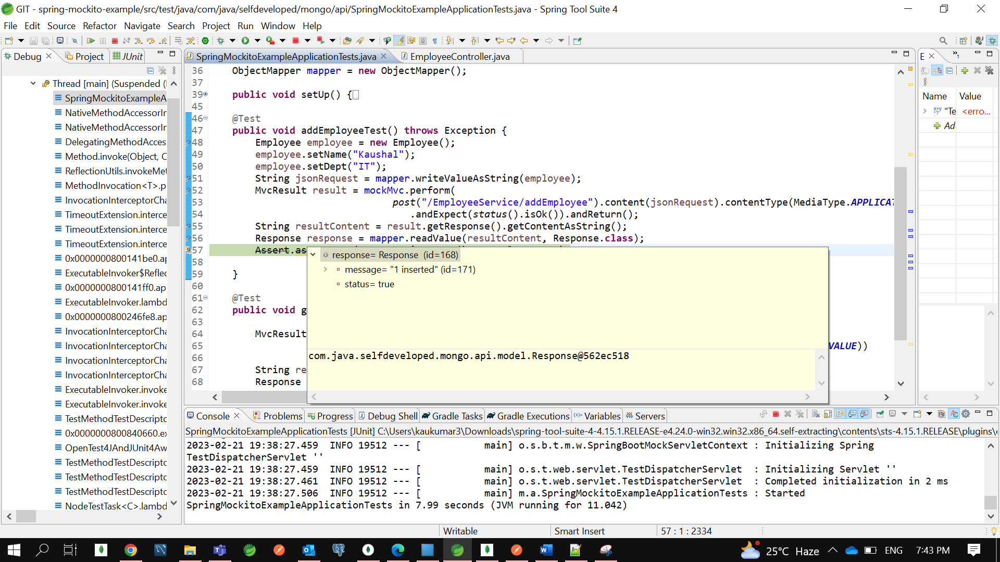 GIT - spring-mockito-example/src/test/java/com/java/selfdeveloped/mongo/api/SpringMockitoExampleApplicationTests.java - Spring Tool Suite 4
File Edit Source Refactor Navigate Search Project Run Window Help
Debug Project JUnit
Thread [main] (Suspended (
SpringMockitoExampleA
NativeMethodAccessorIr
NativeMethodAccessorIr
DelegatingMethodAcces
Method.invoke(Object, C
ReflectionUtils.invokeMet
MethodInvocation<T>.p
InvocationInterceptorCha
TimeoutExtension.interce
TimeoutExtension.interce
TimeoutExtension.interce
0x0000000800141be0.ap
ExecutableInvoker$Reflec
0x0000000800141ff0.ap
ExecutableInvoker.lambd
0x0000000800246fe8.ap
InvocationInterceptorCha
InvocationInterceptorCha
InvocationInterceptorCha
InvocationInterceptorCha
ExecutableInvoker.invoke
ExecutableInvoker.invoke
TestMethodTestDescripto
0x0000000800840660.ex
OpenTest4JAndJUnit4Aw
TestMethodTestDescripto
TestMethodTestDescripto
TestMethodTestDescripto
NodeTestTask<C>.lambd
SpringMockitoExampleApplicationTests.java EmployeeController.java
36 ObjectMapper mapper = new ObjectMapper();
37
39 public void setUp() {
45
46 @Test
47 public void addEmployeeTest() throws Exception {
48 Employee employee = new Employee();
49 employee.setName("Kaushal");
50 employee.setDept("IT");
51 String jsonRequest = mapper.writeValueAsString(employee);
52 MvcResult result = mockMvc.perform(
53 post("/EmployeeService/addEmployee").content(jsonRequest).contentType(MediaType.APPLICAT
54 .andExpect(status().isOk()).andReturn();
55 String resultContent = result.getResponse().getContentAsString();
56 Response response = mapper.readValue(resultContent, Response.class);
57 Assert.as
58
59 }
60
61 @Test
62 public void g
63
64 MvcResult
65 VALUE))
66
67 String re
68 Response
response= Response (id=168)
message= "1 inserted" (id=171)
status= true
com.java.selfdeveloped.mongo.api.model.Response@562ec518
E
Name Value
"Te <erro...
Ad
Console Problems Progress Debug Shell Gradle Tasks Gradle Executions Variables Servers
SpringMockitoExampleApplicationTests [JUnit] C:\Users\kaukumar3\Downloads\spring-tool-suite-4-4.15.1.RELEASE-e4.24.0-win32.win32.x86_64.self-extracting\contents\sts-4.15.1.RELEASE\plugins\
2023-02-21 19:38:27.459 INFO 19512 --- [ main] o.s.b.t.m.w.SpringBootMockServletContext : Initializing Spring
TestDispatcherServlet ''
2023-02-21 19:38:27.459 INFO 19512 --- [ main] o.s.t.web.servlet.TestDispatcherServlet : Initializing Servlet ''
2023-02-21 19:38:27.461 INFO 19512 --- [ main] o.s.t.web.servlet.TestDispatcherServlet : Completed initialization in 2 ms
2023-02-21 19:38:27.506 INFO 19512 --- [ main] m.a.SpringMockitoExampleApplicationTests : Started
SpringMockitoExampleApplicationTests in 7.99 seconds (JVM running for 11.042)
Writable Smart Insert 57 : 1 : 2334
25°C Haze ENG 7:43 PM